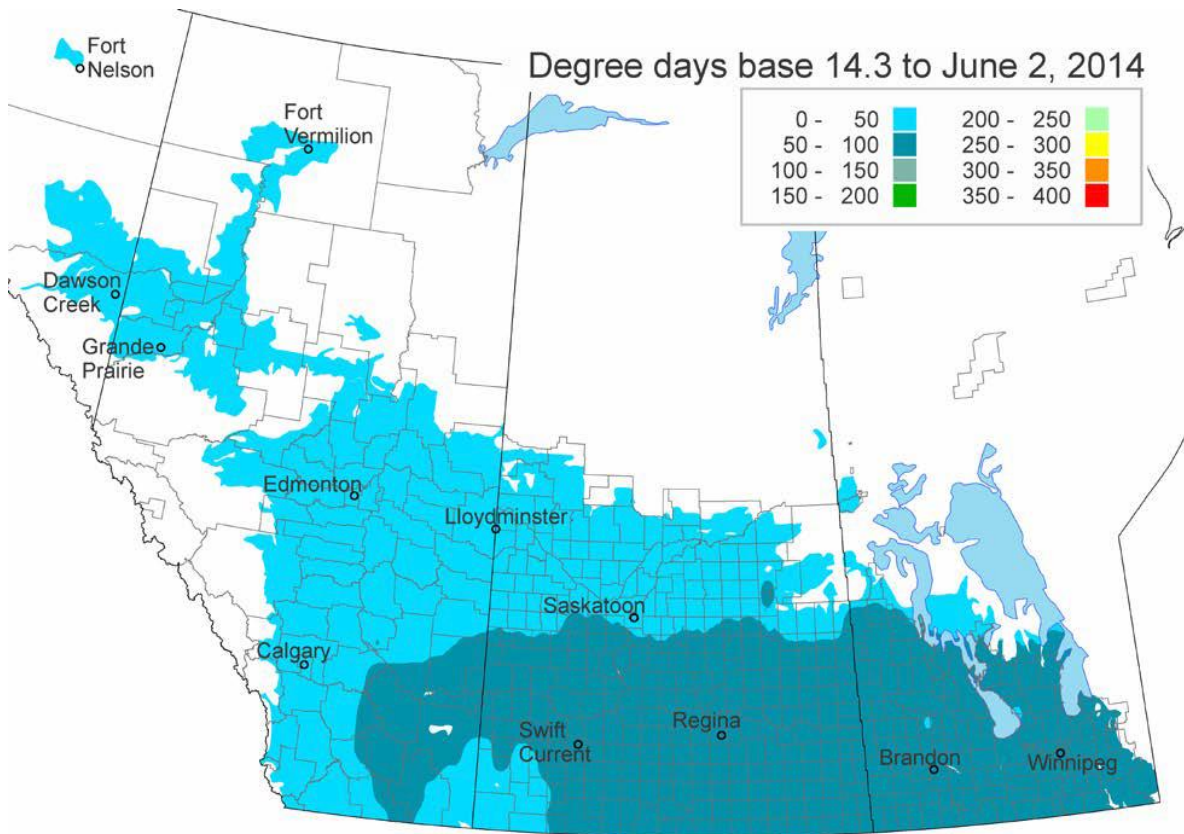 Fort
Nelson
Degree days base 14.3 to June 2, 2014
0 - 50
50 - 100
100 - 150
150 - 200
200 - 250
250 - 300
300 - 350
350 - 400
Fort
Vermilion
Dawson
Creek
Grande
Prairie
Edmonton
Lloydminster
Saskatoon
Calgary
Swift
Current
Regina
Brandon
Winnipeg